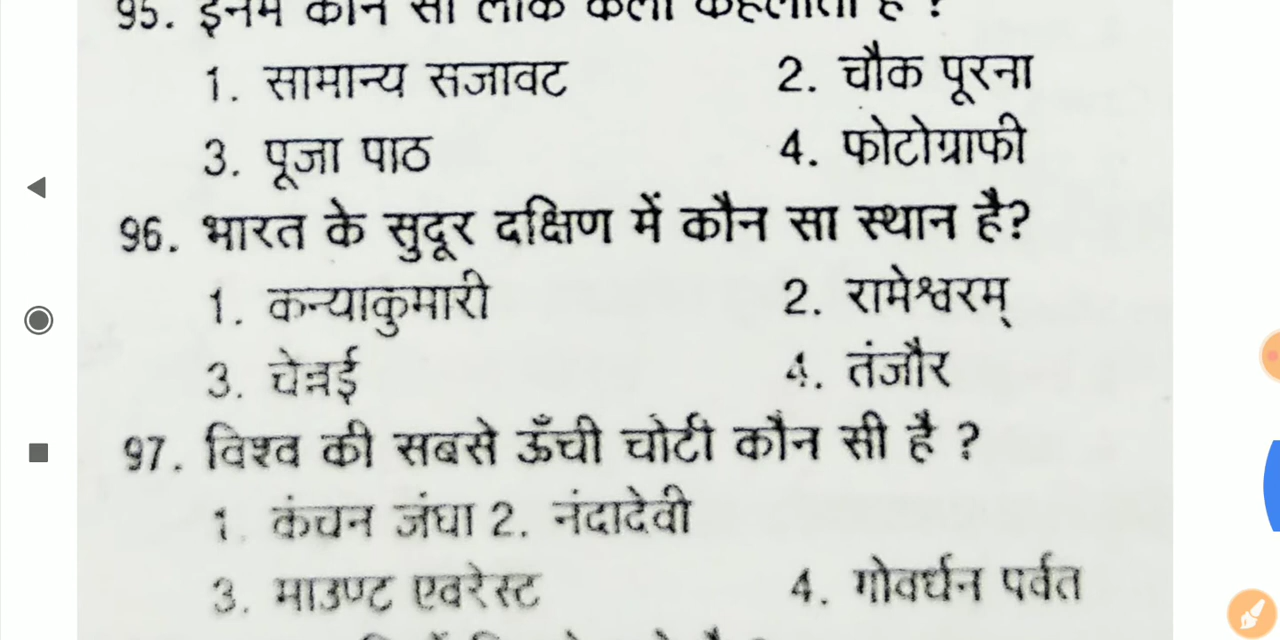 95. इनमें कौन सी लोक कला कहलाती है ?
1. सामान्य सजावट 2. चौक पूरना
3. पूजा पाठ 4. फोटोग्राफी
96. भारत के सुदूर दक्षिण में कौन सा स्थान है?
1. कन्याकुमारी 2. रामेश्वरम्
3. चेन्नई 4. तंजौर
97. विश्व की सबसे ऊँची चोटी कौन सी है ?
1. कंचन जंघा 2. नंदादेवी
3. माउण्ट एवरेस्ट 4. गोवर्धन पर्वत